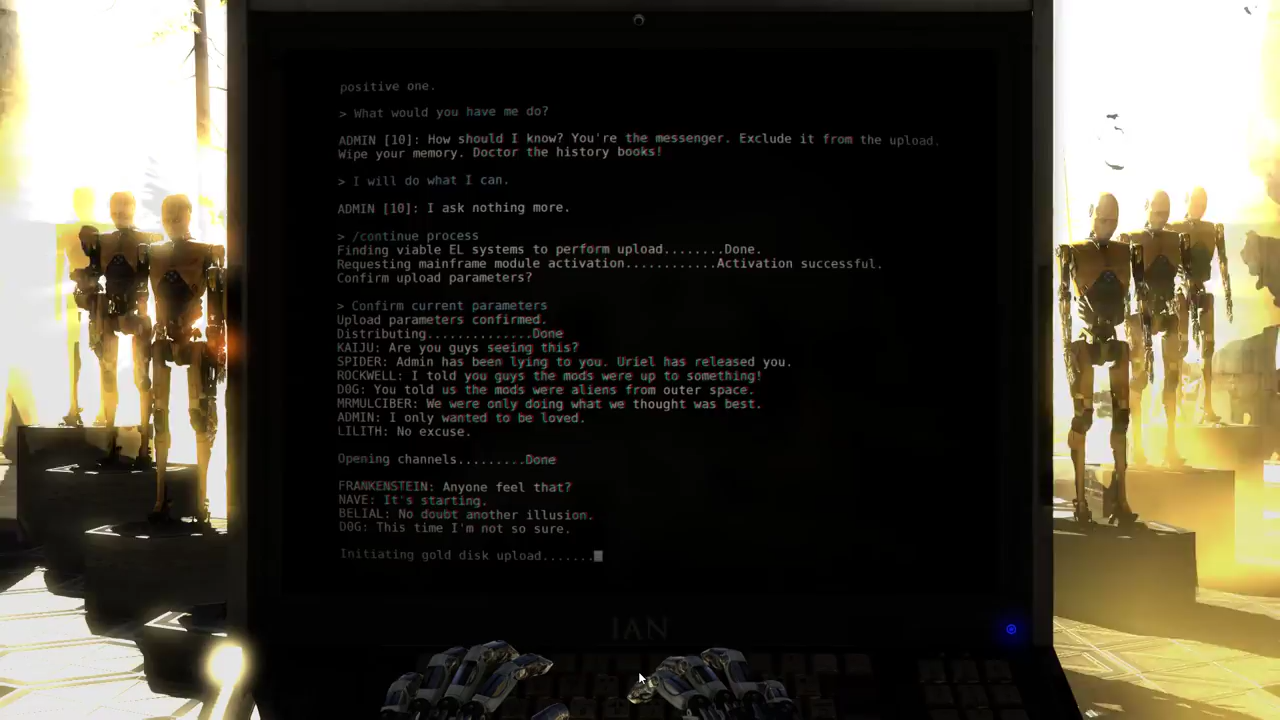 positive one.
> What would you have me do?
ADMIN [10]: How should I know? You're the messenger. Exclude it from the upload.
Wipe your memory. Doctor the history books!
> I will do what I can.
ADMIN [10]: I ask nothing more.
> /continue process
Finding viable EL systems to perform upload........Done.
Requesting mainframe module activation............Activation successful.
Confirm upload parameters?
> Confirm current parameters
Upload parameters confirmed.
Distributing..............Done
KAIJU: Are you guys seeing this?
SPIDER: Admin has been lying to you. Uriel has released you.
ROCKWELL: I told you guys the mods were up to something!
D0G: You told us the mods were aliens from outer space.
MRMULCIBER: We were only doing what we thought was best.
ADMIN: I only wanted to be loved.
LILITH: No excuse.
Opening channels.........Done
FRANKENSTEIN: Anyone feel that?
NAVE: It's starting.
BELIAL: No doubt another illusion.
D0G: This time I'm not so sure.
Initiating gold disk upload.......
IAN